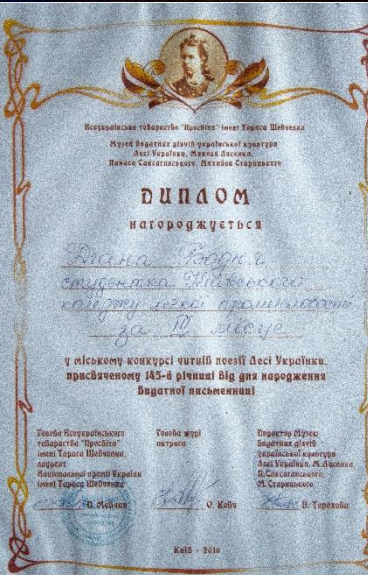 Всеукраїнське товариство "Просвіта" імені Тараса Шевченка
Музей видатних діячів української культури
Лесі Українки, Миколи Лисенка,
Панаса Саксаганського, Михайла Старицького
ДИПЛОМ
нагороджується
Діана
студентка Київського
коледжу легкої промисловості
за місце
у міському конкурсі читців поезії Лесі Українки,
присвяченому 145-й річниці від дня народження
видатної письменниці
Голова Всеукраїнського
товариства "Просвіта"
імені Тараса Шевченка,
лауреат
Національної премії України
імені Тараса Шевченка
П. Мовчан
Голова журі
актриса
О. Кобу
Директор Музею
видатних діячів
української культури
Лесі Українки, М. Лисенка,
П. Саксаганського,
М. Старицького
В. Терехова
Київ - 2016